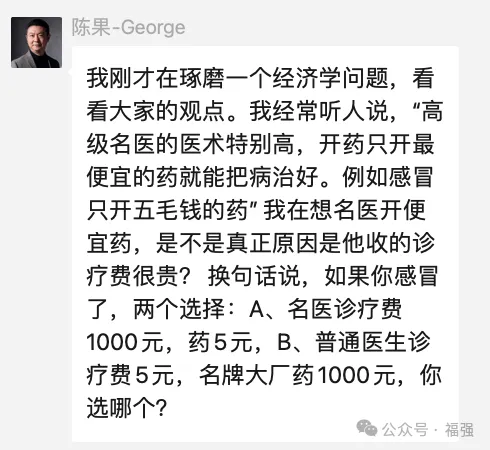 陈果-George
我刚才在琢磨一个经济学问题，看
看大家的观点。我经常听人说，“高
级名医的医术特别高，开药只开最
便宜的药就能把病治好。例如感冒
只开五毛钱的药” 我在想名医开便
宜药，是不是真正原因是他收的诊
疗费很贵？ 换句话说，如果你感冒
了，两个选择：A、名医诊疗费
1000元，药5元，B、普通医生诊
疗费5元，名牌大厂药1000元，你
选哪个？
公众号 · 福强